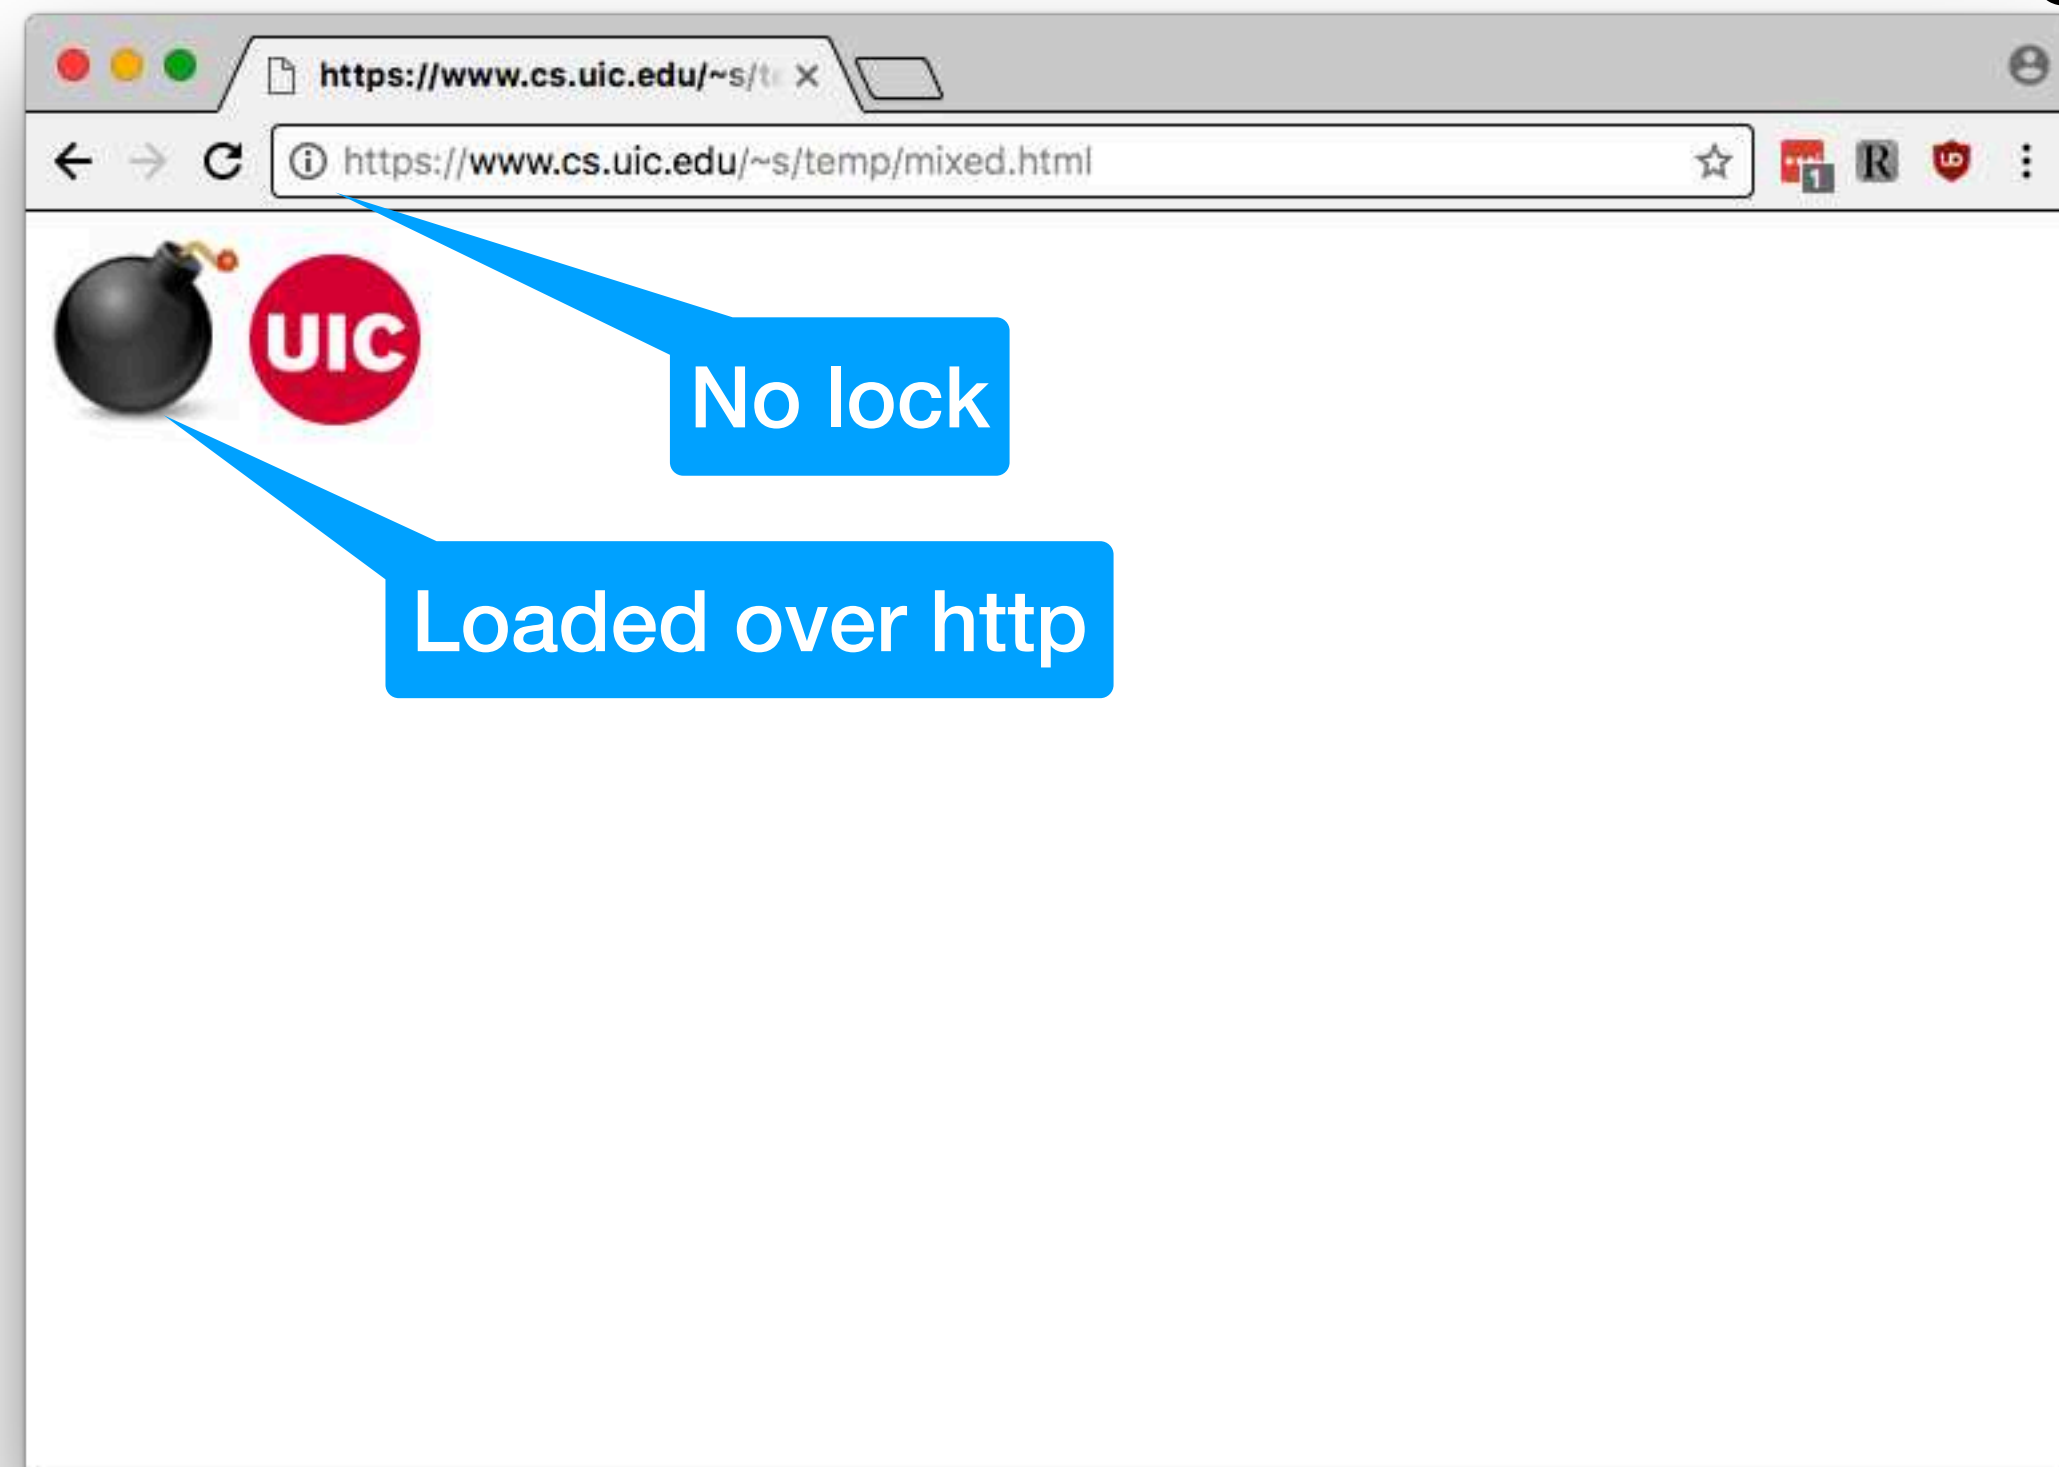 https://www.cs.uic.edu/~s/t
https://www.cs.uic.edu/~s/temp/mixed.html
1
R
UIC
No lock
Loaded over http